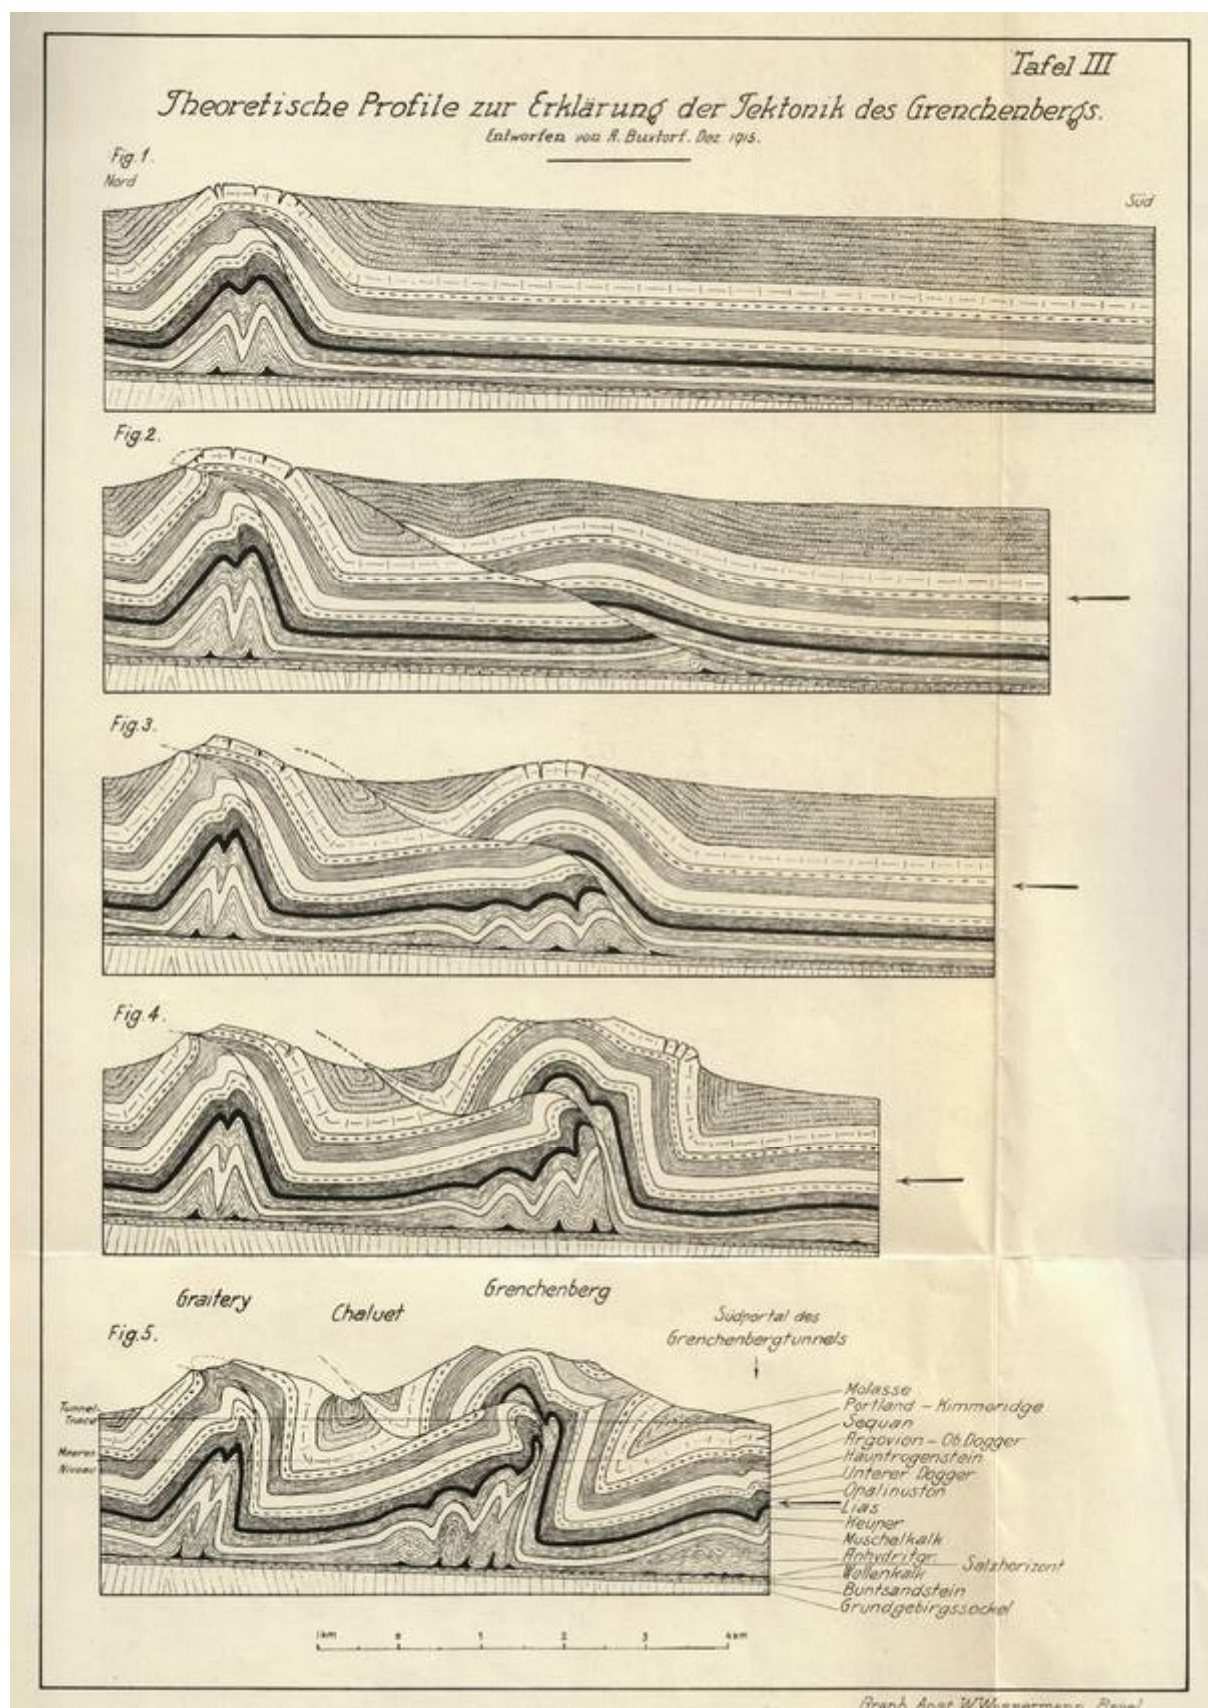 Tafel III
Theoretische Profile zur Erklärung der Tektonik des Grenchenbergs.
Entworfen von A. Buxtorf. Dez. 1915.
Fig. 1.
Nord
Süd
Fig. 2.
Fig. 3.
Fig. 4.
Graitery
Chaluet
Grenchenberg
Südportal des
Grenchenbergtunnels
Fig. 5.
Tunnel-
Tracé
Meeres
Niveau
Molasse
Portland - Kimmeridge
Sequan
Argovien - Ob. Dogger
Hauptrogenstein
Unterer Dogger
Opalinuston
Lias
Keuper
Muschelkalk
Anhydritgr.
Salzhorizont
Wellenkalk
Buntsandstein
Grundgebirgssockel
1km 0 1 2 3 4km
Graph. Anst. W. Wassermann, Basel